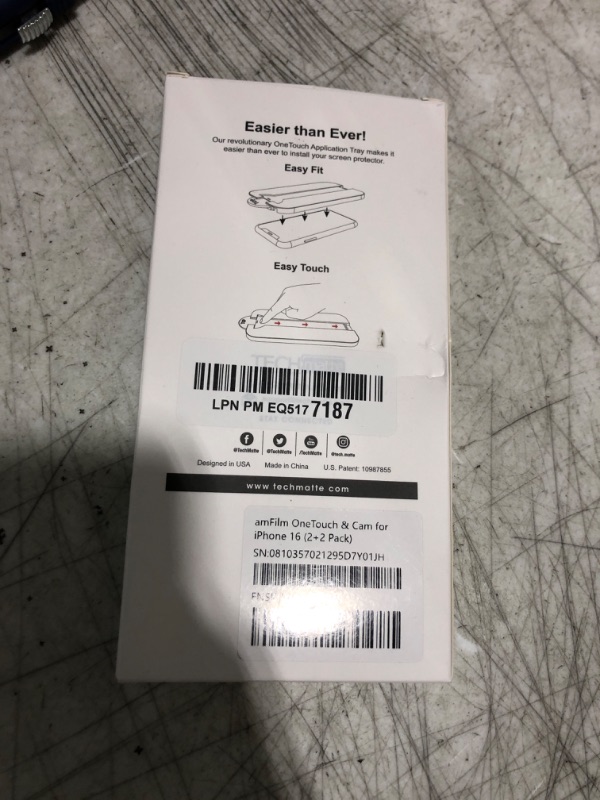 Easier than Ever!
Our revolutionary OneTouch Application Tray makes it
easier than ever to install your screen protector.
Easy Fit
Easy Touch
TECH
LPN PM EQ5177187
@TechMatte @TechMatte /TechMatte @tech.matte
Designed in USA Made in China U.S. Patent: 10987855
www.techmatte.com
amFilm OneTouch & Cam for
iPhone 16 (2+2 Pack)
SN:0810357021295D7Y01JH